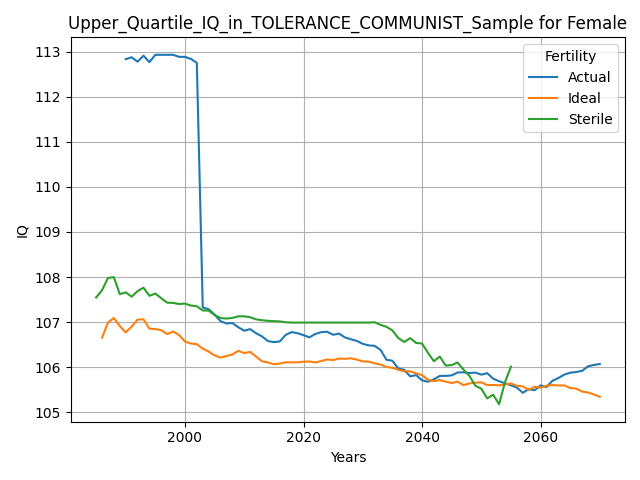 Upper_Quartile_IQ_in_TOLERANCE_COMMUNIST_Sample for Female
Fertility
Actual
Ideal
Sterile
113
112
111
110
109
108
107
106
105
IQ
2000
2020
2040
2060
Years